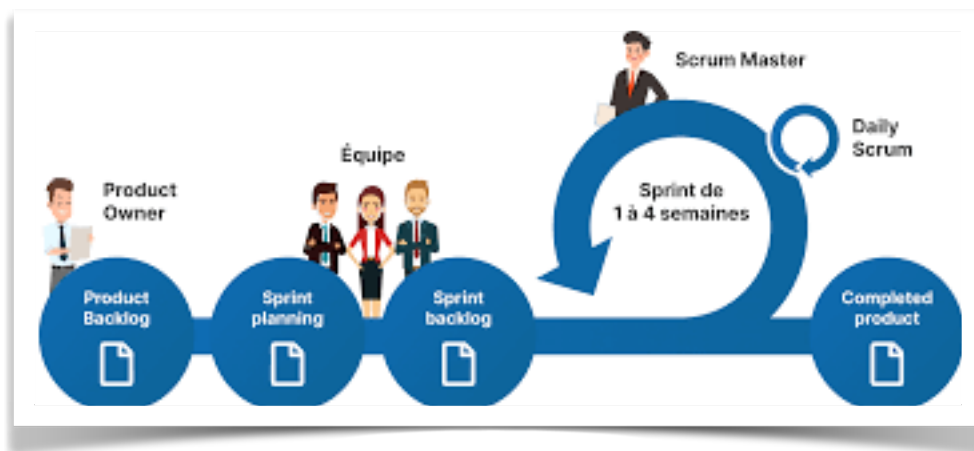 Scrum Master
Daily
Scrum
Équipe
Product
Owner
Sprint de
1 à 4 semaines
Product
Backlog
Sprint
planning
Sprint
backlog
Completed
product